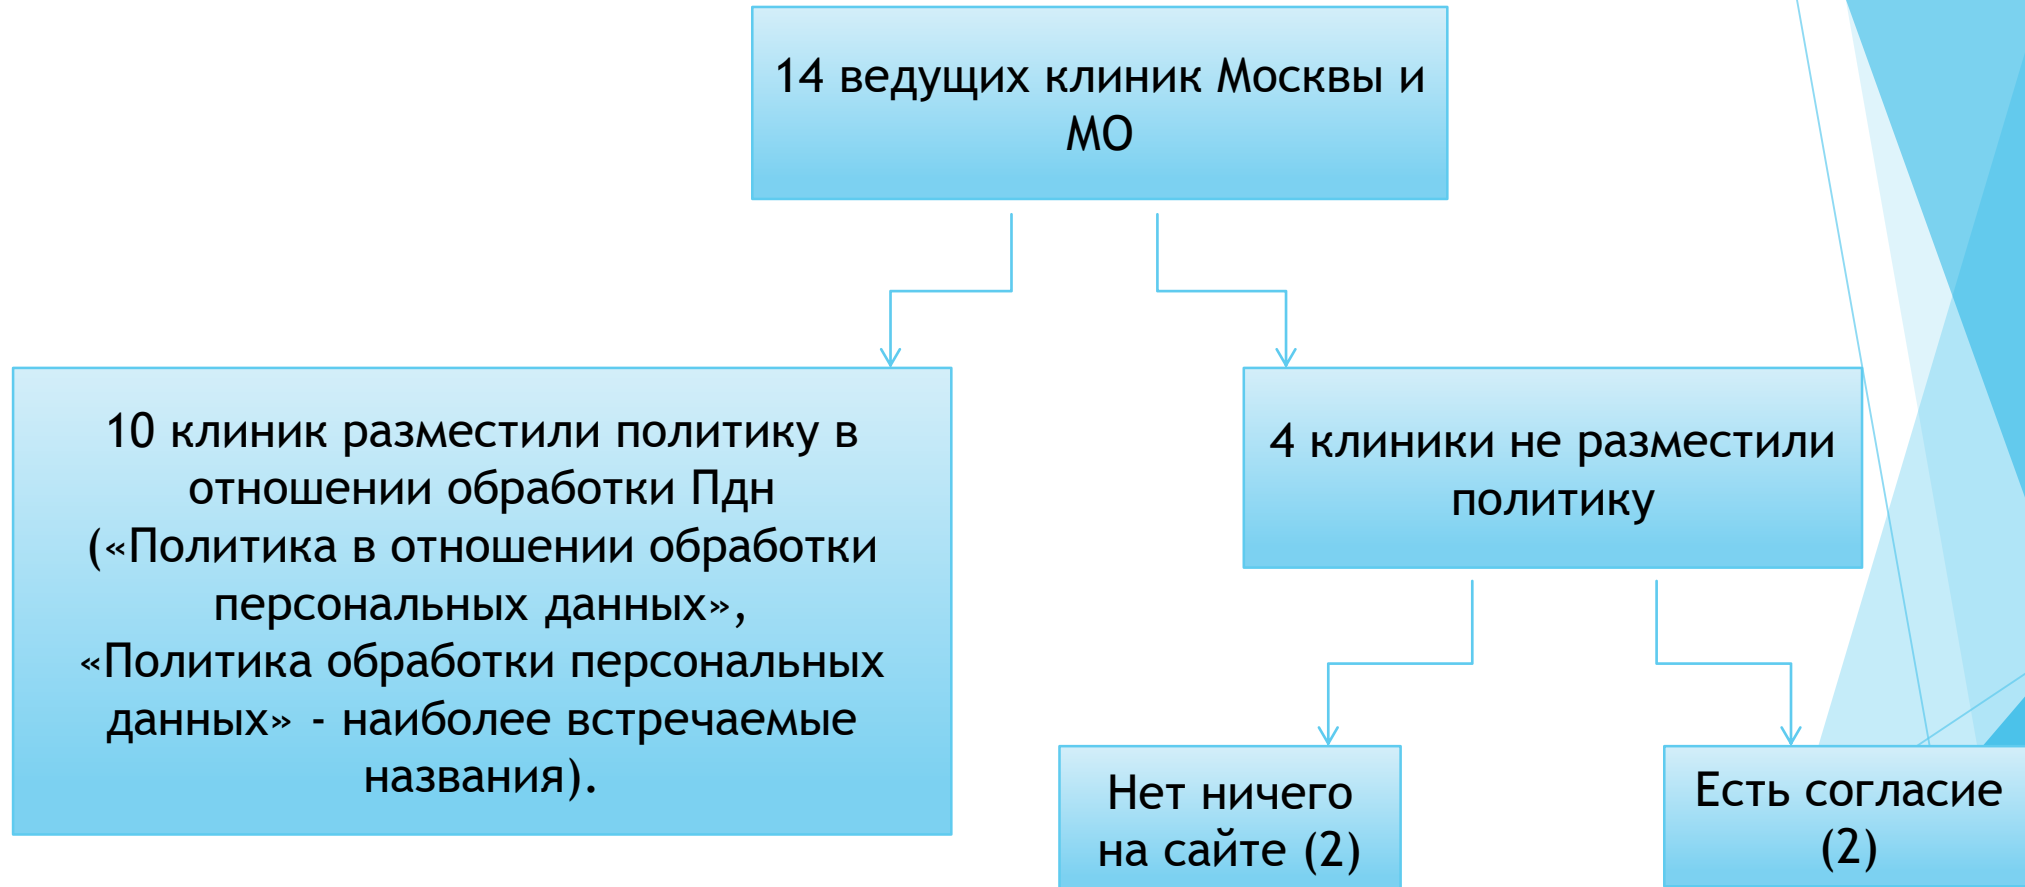 14 ведущих клиник Москвы и
МО
10 клиник разместили политику в
отношении обработки Пдн
(«Политика в отношении обработки
персональных данных»,
«Политика обработки персональных
данных» - наиболее встречаемые
названия).
4 клиники не разместили
политику
Нет ничего
на сайте (2)
Есть согласие
(2)